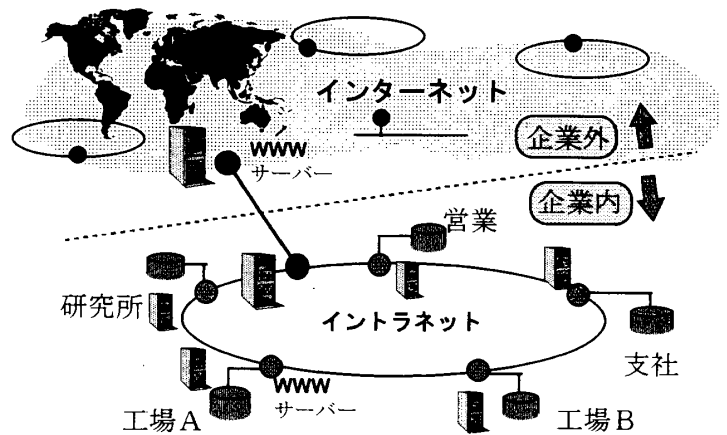 インターネット
WWW
サーバー
企業外
企業内
営業
研究所
イントラネット
支社
WWW
サーバー
工場A
工場B